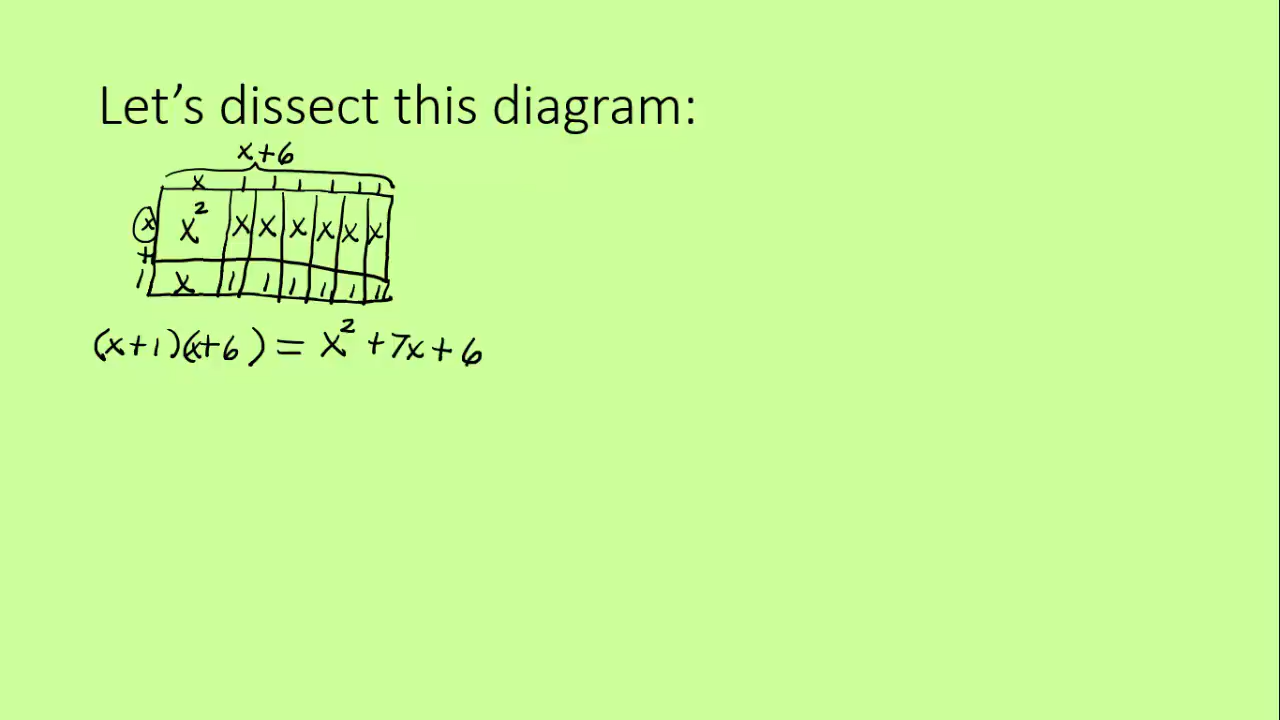 Let's dissect this diagram:
x+6
x 1 1 1 1 1 1
x x² x x x x x x
+
1 x 1 1 1 1 1 1
(x+1)(x+6) = x² +7x+6